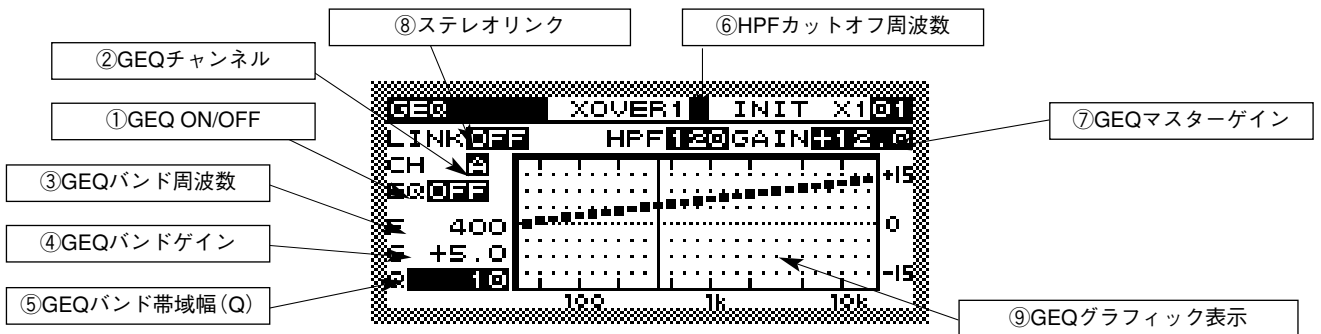 ⑧ステレオリンク
⑥HPFカットオフ周波数
②GEQチャンネル
①GEQ ON/OFF
GEQ XOVER1 INIT X1 01
⑦GEQマスターゲイン
LINK OFF HPF 120 GAIN +12.0
CH A
③GEQバンド周波数
EQ OFF
+15
F 400
0
④GEQバンドゲイン
G +5.0
-15
⑤GEQバンド帯域幅(Q)
Q 10
100 1k 10k
⑨GEQグラフィック表示